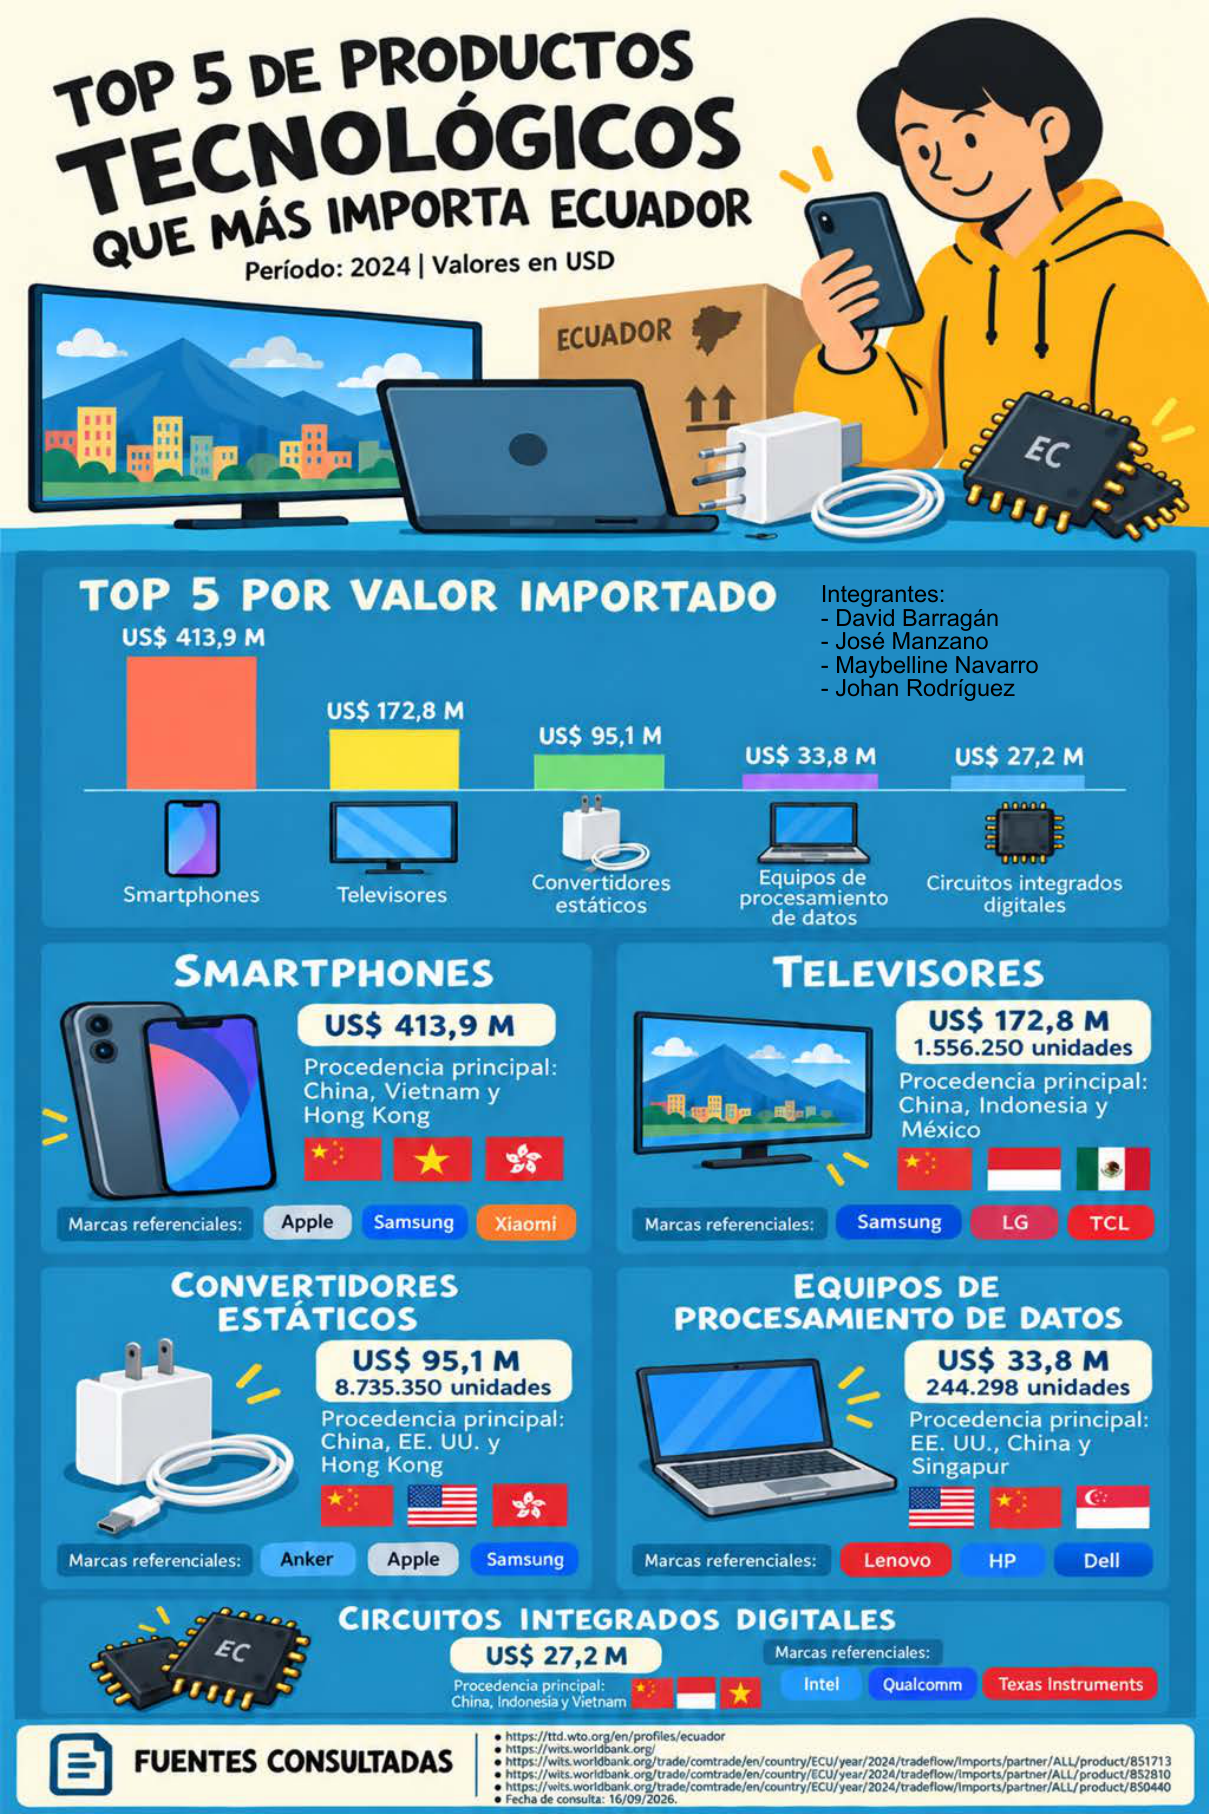 TOP 5 DE PRODUCTOS
TECNOLÓGICOS
QUE MÁS IMPORTA ECUADOR
Período: 2024 | Valores en USD
ECUADOR
EC
TOP 5 POR VALOR IMPORTADO
Integrantes:
- David Barragán
- José Manzano
- Maybelline Navarro
- Johan Rodríguez
US$ 413,9 M
US$ 172,8 M
US$ 95,1 M
US$ 33,8 M
US$ 27,2 M
Smartphones
Televisores
Convertidores
estáticos
Equipos de
procesamiento
de datos
Circuitos integrados
digitales
SMARTPHONES
US$ 413,9 M
Procedencia principal:
China, Vietnam y
Hong Kong
Marcas referenciales: Apple Samsung Xiaomi
TELEVISORES
US$ 172,8 M
1.556.250 unidades
Procedencia principal:
China, Indonesia y
México
Marcas referenciales: Samsung LG TCL
CONVERTIDORES
ESTÁTICOS
US$ 95,1 M
8.735.350 unidades
Procedencia principal:
China, EE. UU. y
Hong Kong
Marcas referenciales: Anker Apple Samsung
EQUIPOS DE
PROCESAMIENTO DE DATOS
US$ 33,8 M
244.298 unidades
Procedencia principal:
EE. UU., China y
Singapur
Marcas referenciales: Lenovo HP Dell
CIRCUITOS INTEGRADOS DIGITALES
EC
US$ 27,2 M
Procedencia principal:
China, Indonesia y Vietnam
Marcas referenciales:
Intel Qualcomm Texas Instruments
FUENTES CONSULTADAS
• https://ttd.wto.org/en/profiles/ecuador
• https://wits.worldbank.org/
• https://wits.worldbank.org/trade/comtrade/en/country/ECU/year/2024/tradeflow/Imports/partner/ALL/product/851713
• https://wits.worldbank.org/trade/comtrade/en/country/ECU/year/2024/tradeflow/Imports/partner/ALL/product/852810
• https://wits.worldbank.org/trade/comtrade/en/country/ECU/year/2024/tradeflow/Imports/partner/ALL/product/850440
• Fecha de consulta: 16/09/2026.